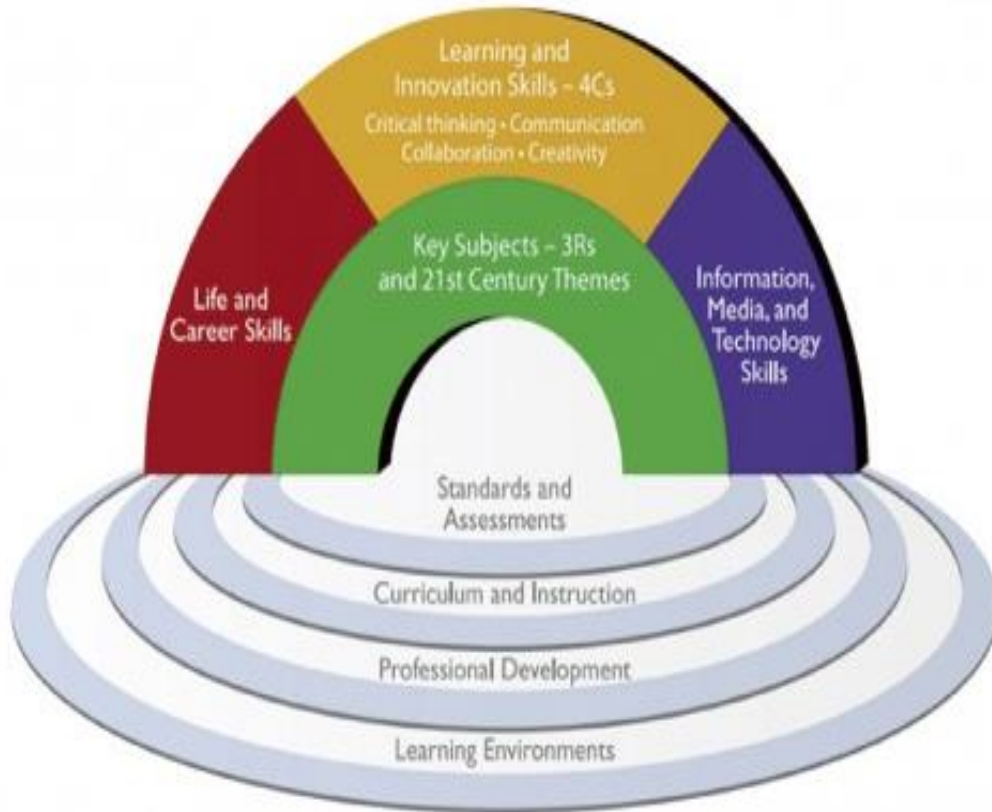 Learning and
Innovation Skills – 4Cs
Critical thinking • Communication
Collaboration • Creativity
Key Subjects – 3Rs
and 21st Century Themes
Life and
Career Skills
Information,
Media, and
Technology
Skills
Standards and
Assessments
Curriculum and Instruction
Professional Development
Learning Environments